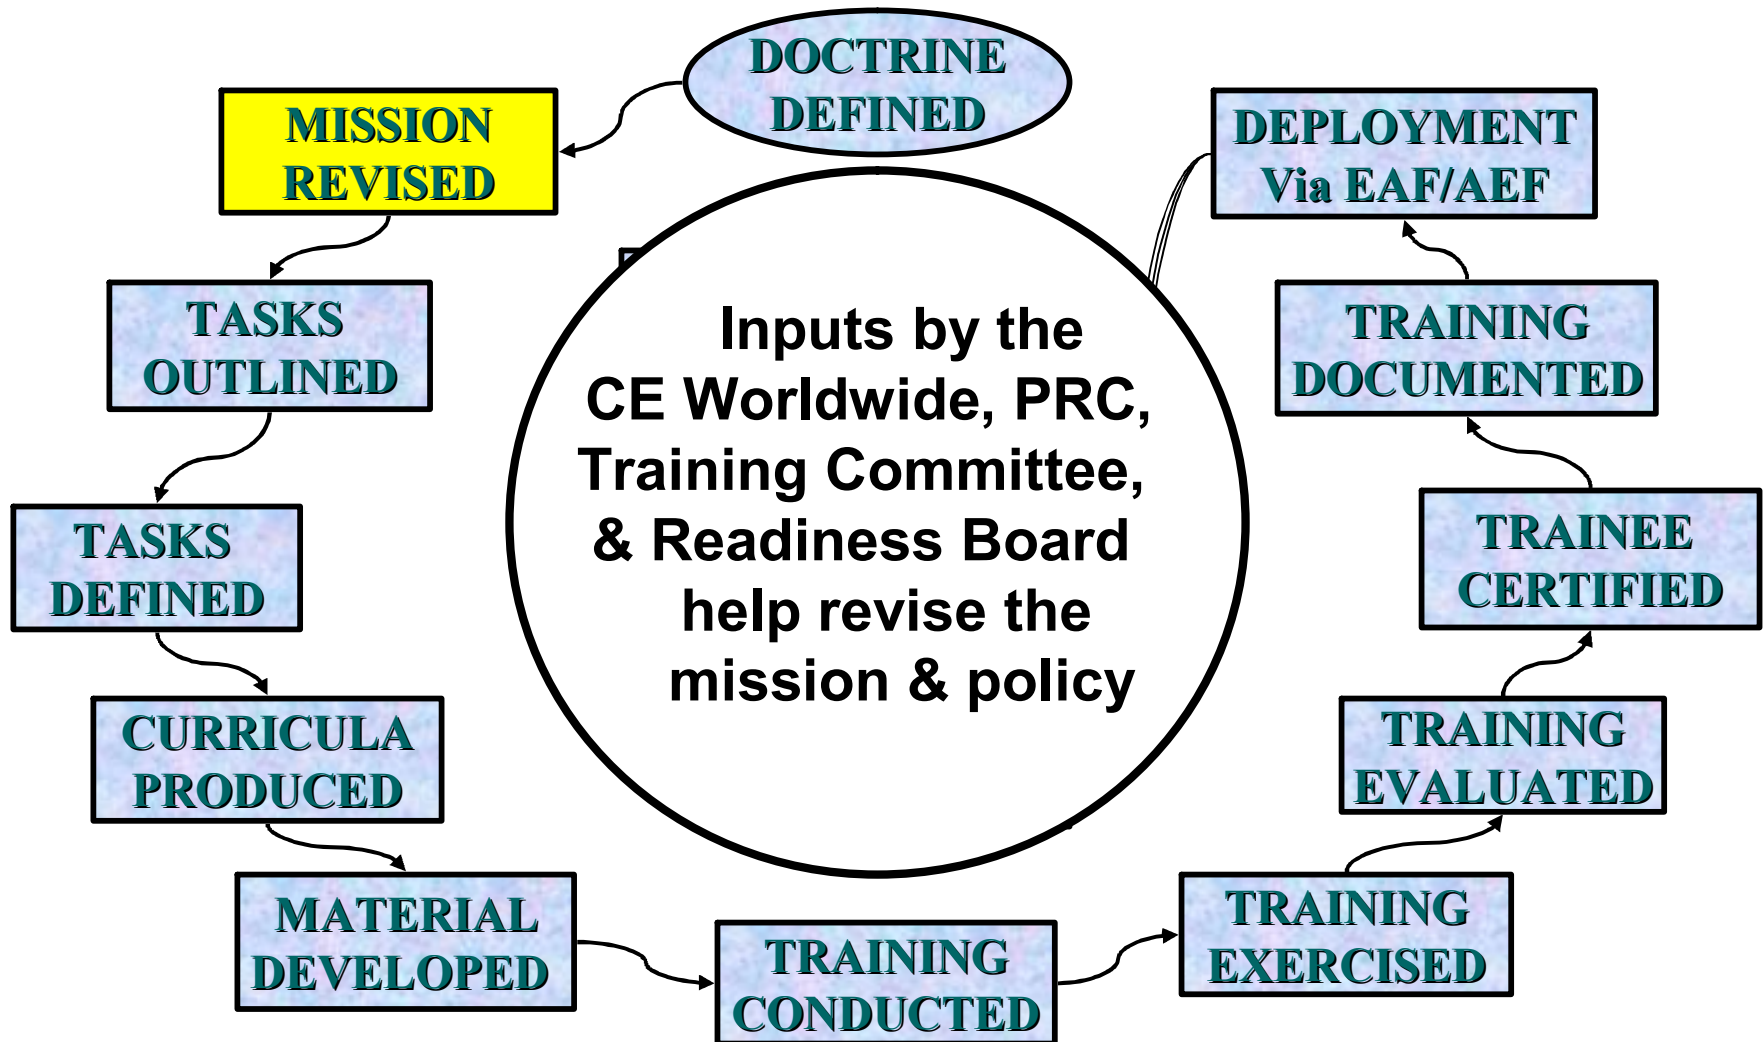 DOCTRINE
DEFINED
MISSION
REVISED
TASKS
OUTLINED
TASKS
DEFINED
CURRICULA
PRODUCED
MATERIAL
DEVELOPED
TRAINING
CONDUCTED
TRAINING
EXERCISED
TRAINING
EVALUATED
TRAINEE
CERTIFIED
TRAINING
DOCUMENTED
DEPLOYMENT
Via EAF/AEF
Inputs by the
CE Worldwide, PRC,
Training Committee,
& Readiness Board
help revise the
mission & policy